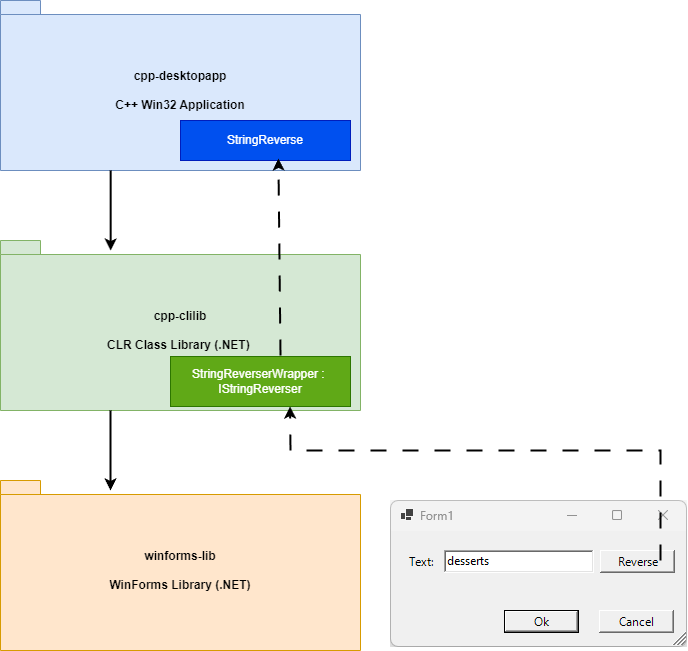 cpp-desktopapp
C++ Win32 Application
StringReverse
cpp-clilib
CLR Class Library (.NET)
StringReverserWrapper :
IStringReverser
winforms-lib
WinForms Library (.NET)
Form1
Text:
desserts
Reverse
Ok
Cancel